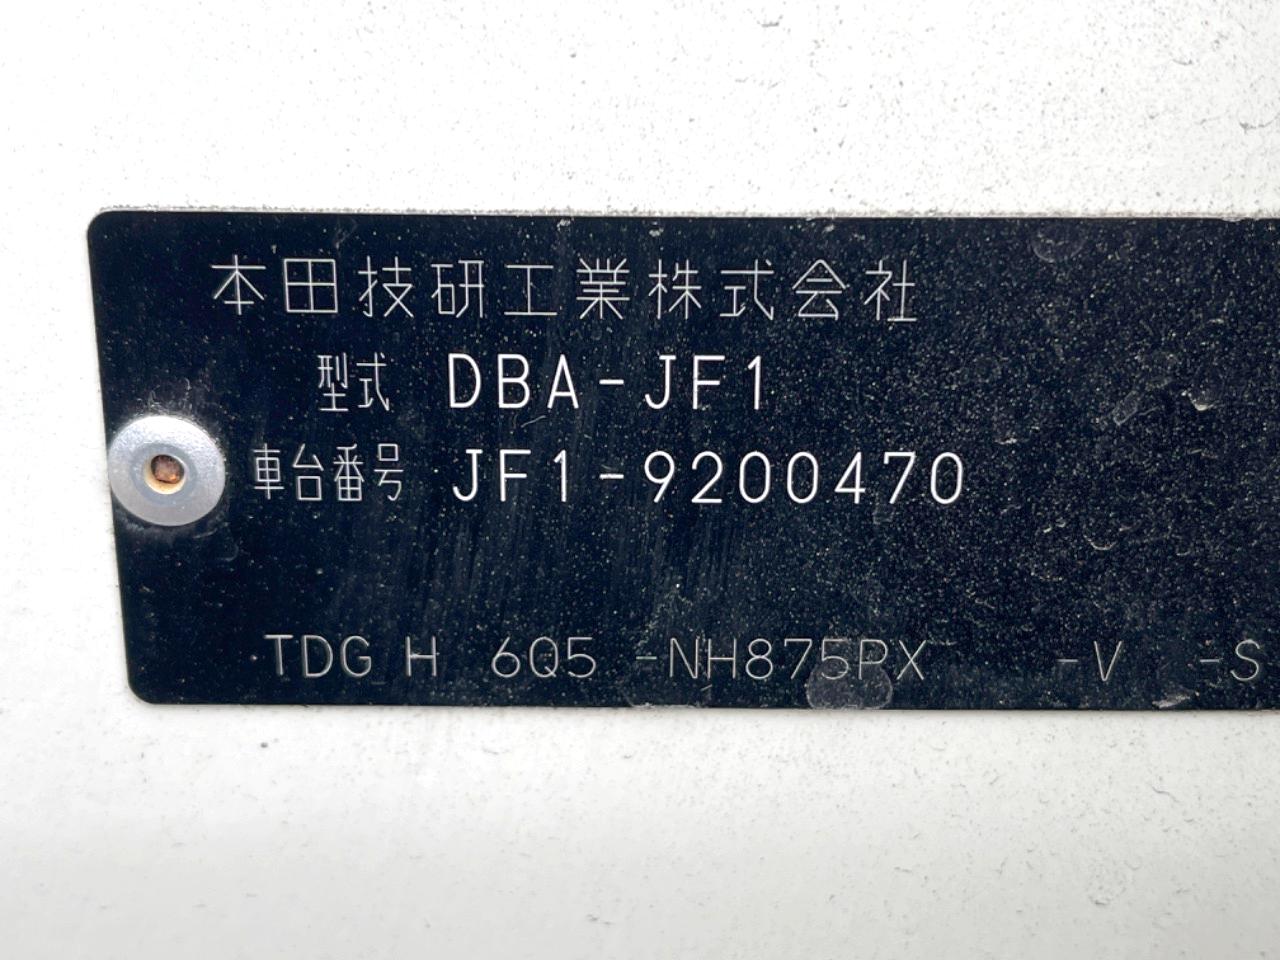 本田技研工業株式会社
型式 DBA-JF1
車台番号 JF1-9200470
TDG H 6Q5 -NH875PX -V -S